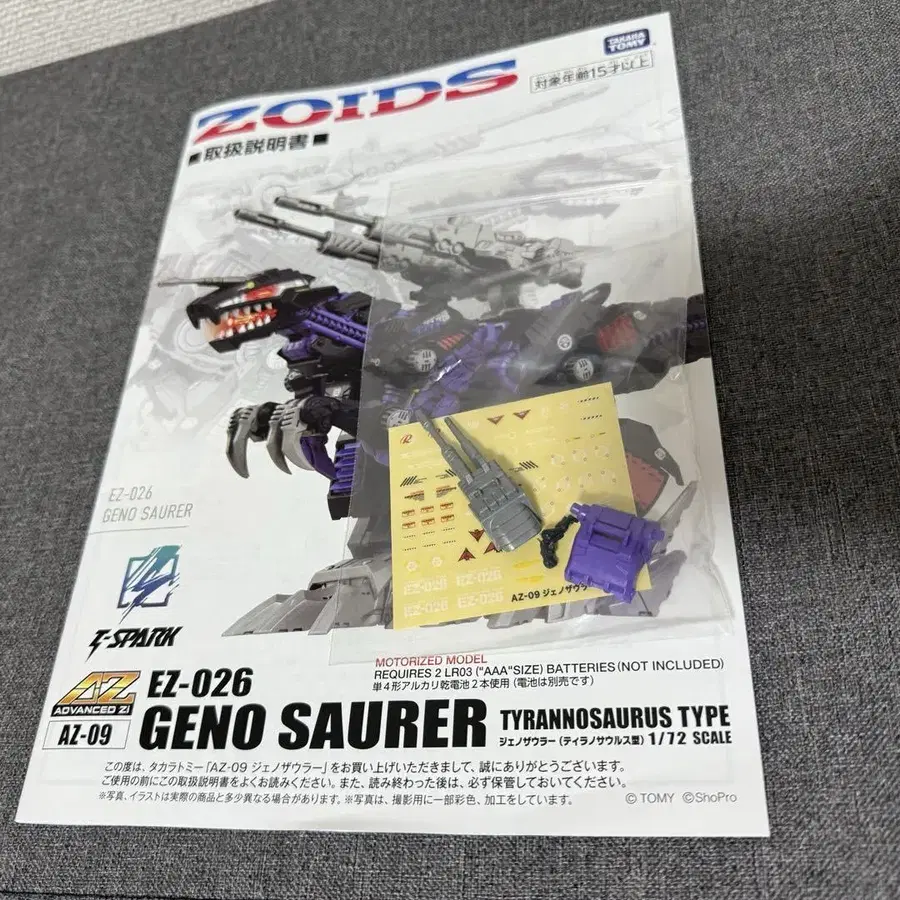 TAKARA TOMY
対象年齢15才以上
ZOIDS
■取扱説明書■
EZ-026
GENO SAURER
EZ-026 EZ-026
EZ-026 EZ-026
AZ-09 ジェノザウラ
Z-SPARK
MOTORIZED MODEL
REQUIRES 2 LR03 ("AAA"SIZE) BATTERIES (NOT INCLUDED)
単4形アルカリ乾電池2本使用 (電池は別売です)
AZ
ADVANCED Zi
AZ-09
EZ-026
GENO SAURER
TYRANNOSAURUS TYPE
ジェノザウラー (ティラノサウルス型) 1/72 SCALE
この度は、タカラトミー「AZ-09 ジェノザウラー」をお買い上げいただきまして、誠にありがとうございます。
ご使用の前にこの取扱説明書をよくお読みください。また、読み終わった後は、必ず保管しておいてください。
※写真、イラストは実際の商品と多少異なる場合があります。※写真は、撮影用に一部彩色、加工をしています。
© TOMY ©ShoPro